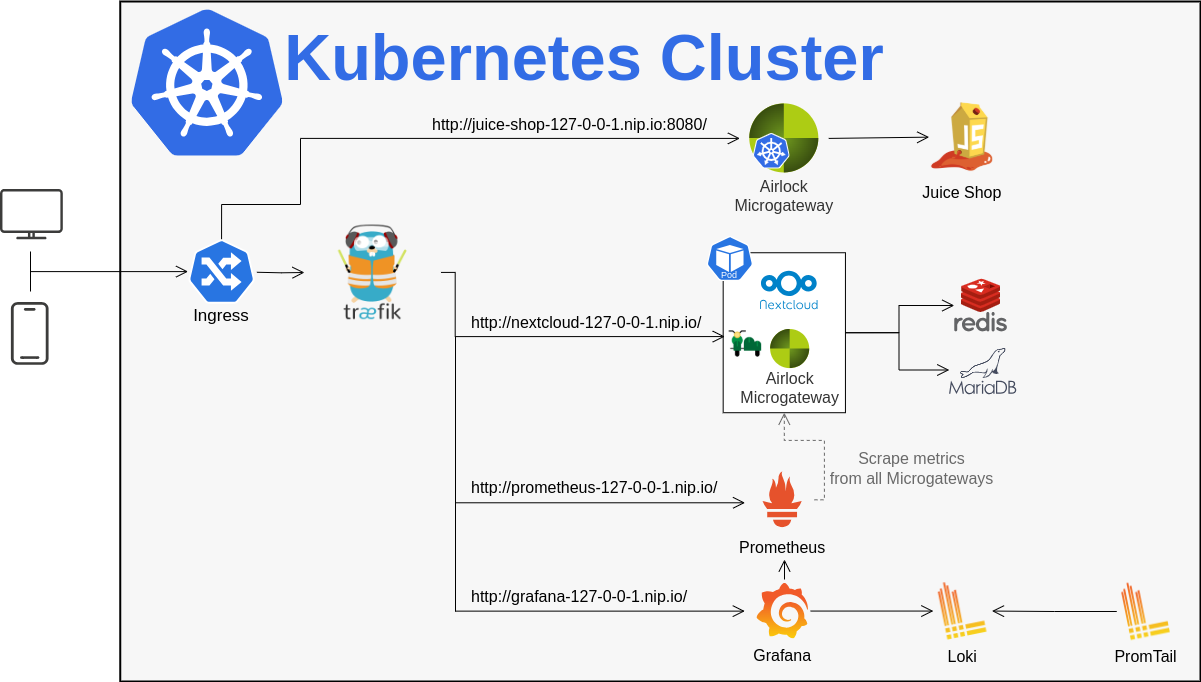 Kubernetes Cluster
http://juice-shop-127-0-0-1.nip.io:8080/
JS
Airlock
Microgateway
Juice Shop
Ingress
træfik
Pod
Nextcloud
http://nextcloud-127-0-0-1.nip.io/
Airlock
Microgateway
redis
MariaDB
Scrape metrics
from all Microgateways
http://prometheus-127-0-0-1.nip.io/
Prometheus
http://grafana-127-0-0-1.nip.io/
Grafana
Loki
PromTail